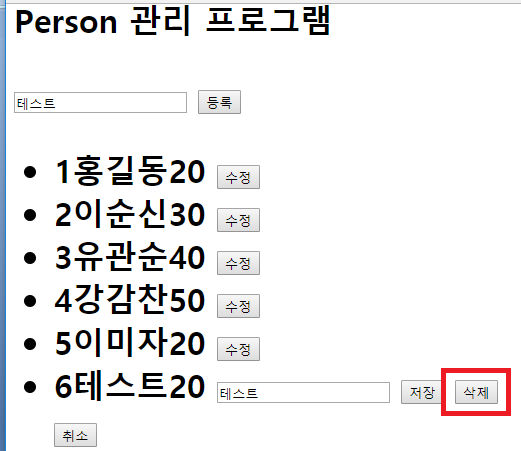 Person 관리 프로그램
테스트 등록
1홍길동20 수정
2이순신30 수정
3유관순40 수정
4강감찬50 수정
5이미자20 수정
6테스트20 테스트 저장 삭제
취소